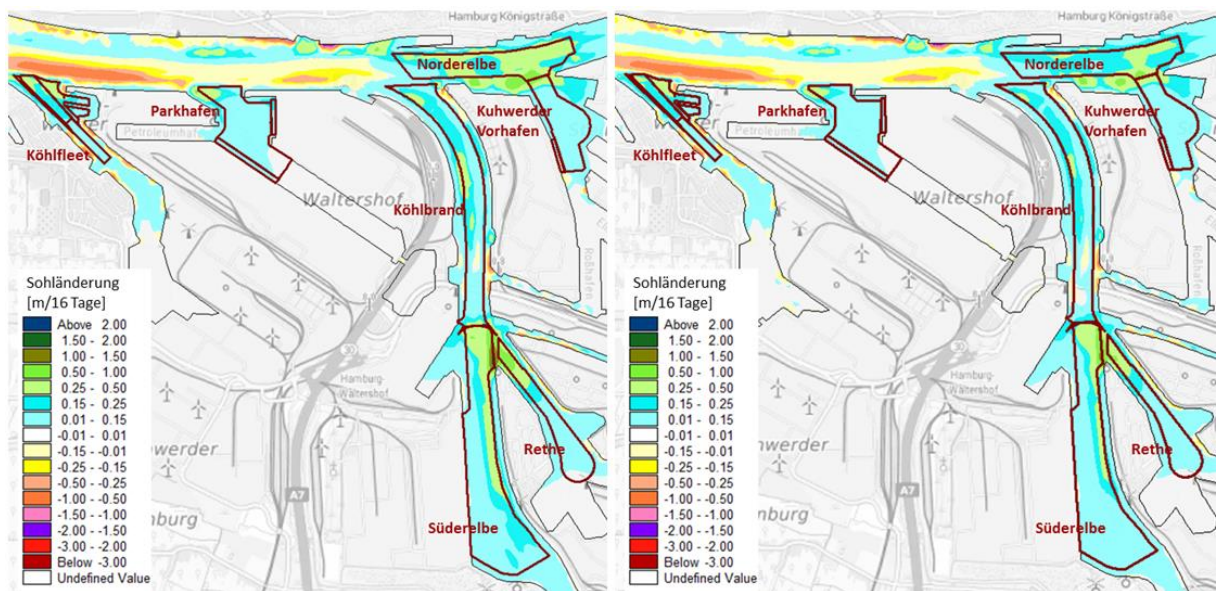 Hamburg Königstraße
Norderelbe
Parkhafen
Petroleumhafen
Kuhwerder
Vorhafen
Köhlfleet
Waltershof
Köhlbrand
Roßhafen
Sohländerung
[m/16 Tage]
Above 2.00
1.50 - 2.00
1.00 - 1.50
0.50 - 1.00
0.25 - 0.50
0.15 - 0.25
0.01 - 0.15
-0.01 - 0.01
-0.15 - -0.01
-0.25 - -0.15
-0.50 - -0.25
-1.00 - -0.50
-1.50 - -1.00
-2.00 - -1.50
-3.00 - -2.00
Below -3.00
Undefined Value
Hamburg-
Waltershof
Rethe
A7
Süderelbe
Hamburg Königstraße
Norderelbe
Parkhafen
Petroleumhafen
Kuhwerder
Vorhafen
Köhlfleet
Waltershof
Köhlbrand
Roßhafen
Sohländerung
[m/16 Tage]
Above 2.00
1.50 - 2.00
1.00 - 1.50
0.50 - 1.00
0.25 - 0.50
0.15 - 0.25
0.01 - 0.15
-0.01 - 0.01
-0.15 - -0.01
-0.25 - -0.15
-0.50 - -0.25
-1.00 - -0.50
-1.50 - -1.00
-2.00 - -1.50
-3.00 - -2.00
Below -3.00
Undefined Value
Hamburg-
Waltershof
Rethe
A7
Süderelbe